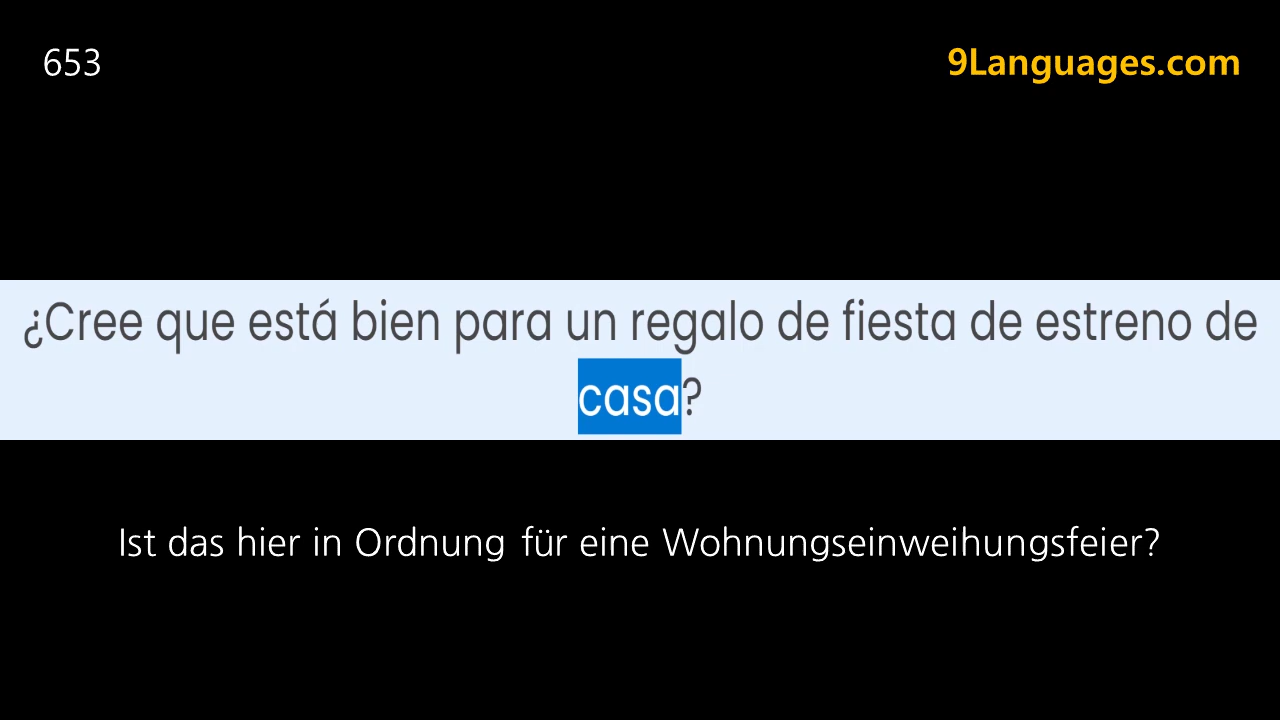 653
9Languages.com
¿Cree que está bien para un regalo de fiesta de estreno de
casa?
Ist das hier in Ordnung für eine Wohnungseinweihungsfeier?